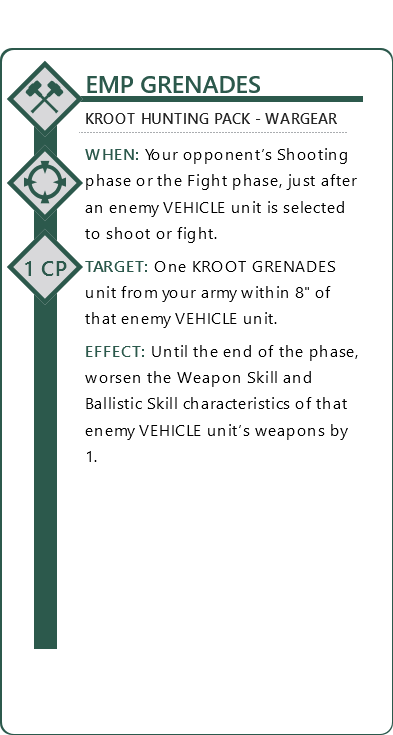 EMP GRENADES
KROOT HUNTING PACK - WARGEAR
WHEN: Your opponent's Shooting
phase or the Fight phase, just after
an enemy VEHICLE unit is selected
to shoot or fight.
1 CP
TARGET: One KROOT GRENADES
unit from your army within 8" of
that enemy VEHICLE unit.
EFFECT: Until the end of the phase,
worsen the Weapon Skill and
Ballistic Skill characteristics of that
enemy VEHICLE unit's weapons by
1.